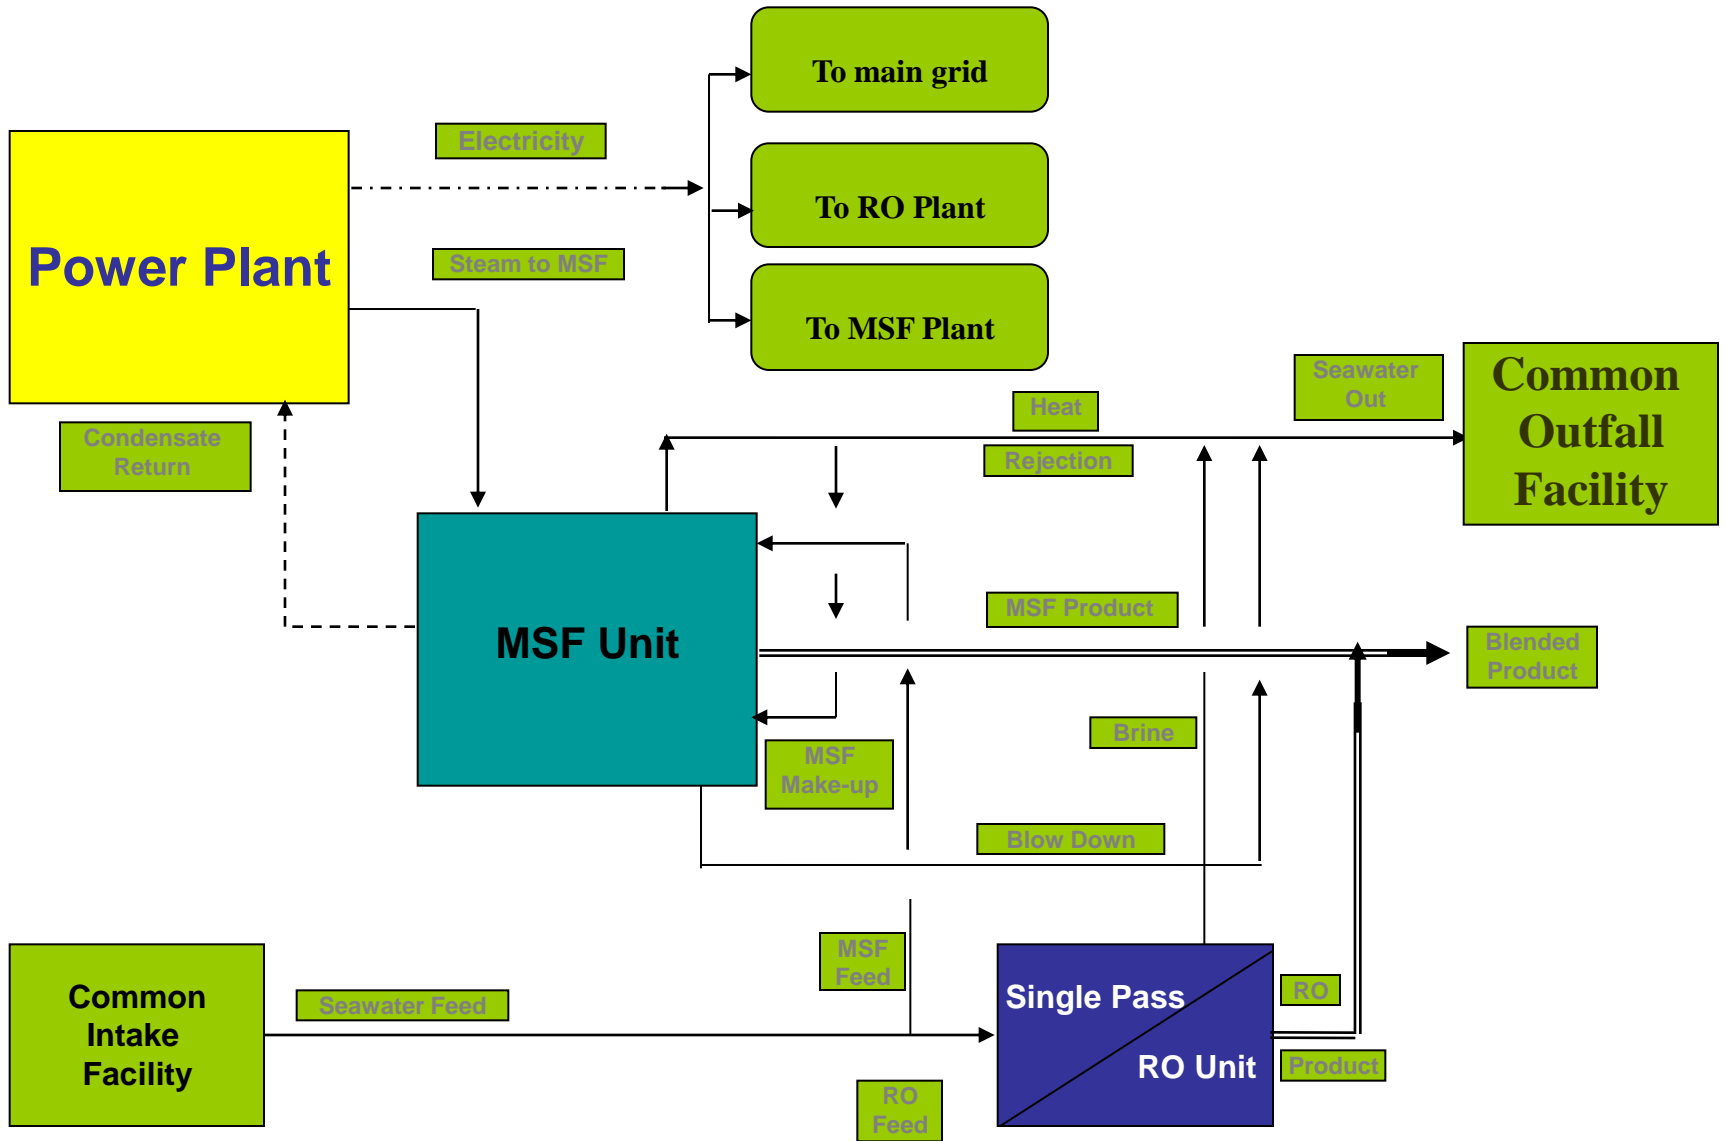 To main grid
Electricity
To RO Plant
Power Plant
Steam to MSF
To MSF Plant
Seawater
Out
Common
Outfall
Facility
Heat
Rejection
Condensate
Return
MSF Unit
MSF Product
Blended
Product
Brine
MSF
Make-up
Blow Down
MSF
Feed
Common
Intake
Facility
Seawater Feed
Single Pass
RO Unit
RO
Product
RO
Feed